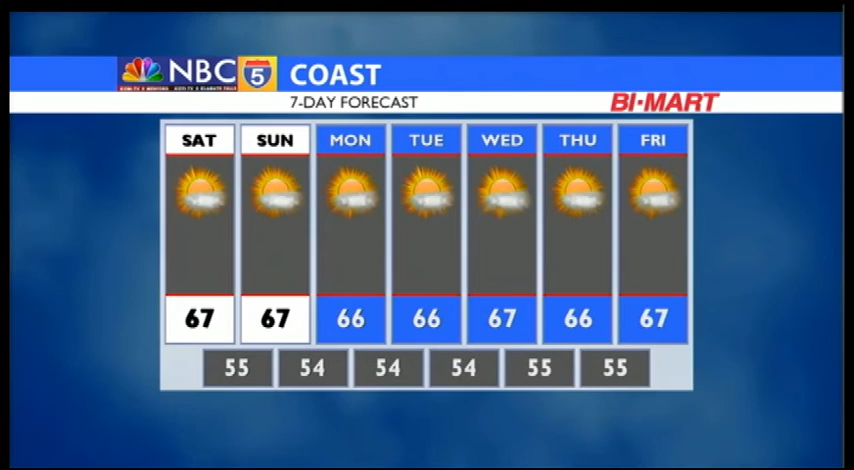 NBC 5 COAST
7-DAY FORECAST BI-MART
SAT SUN MON TUE WED THU FRI
67 67 66 66 67 66 67
55 54 54 54 55 55